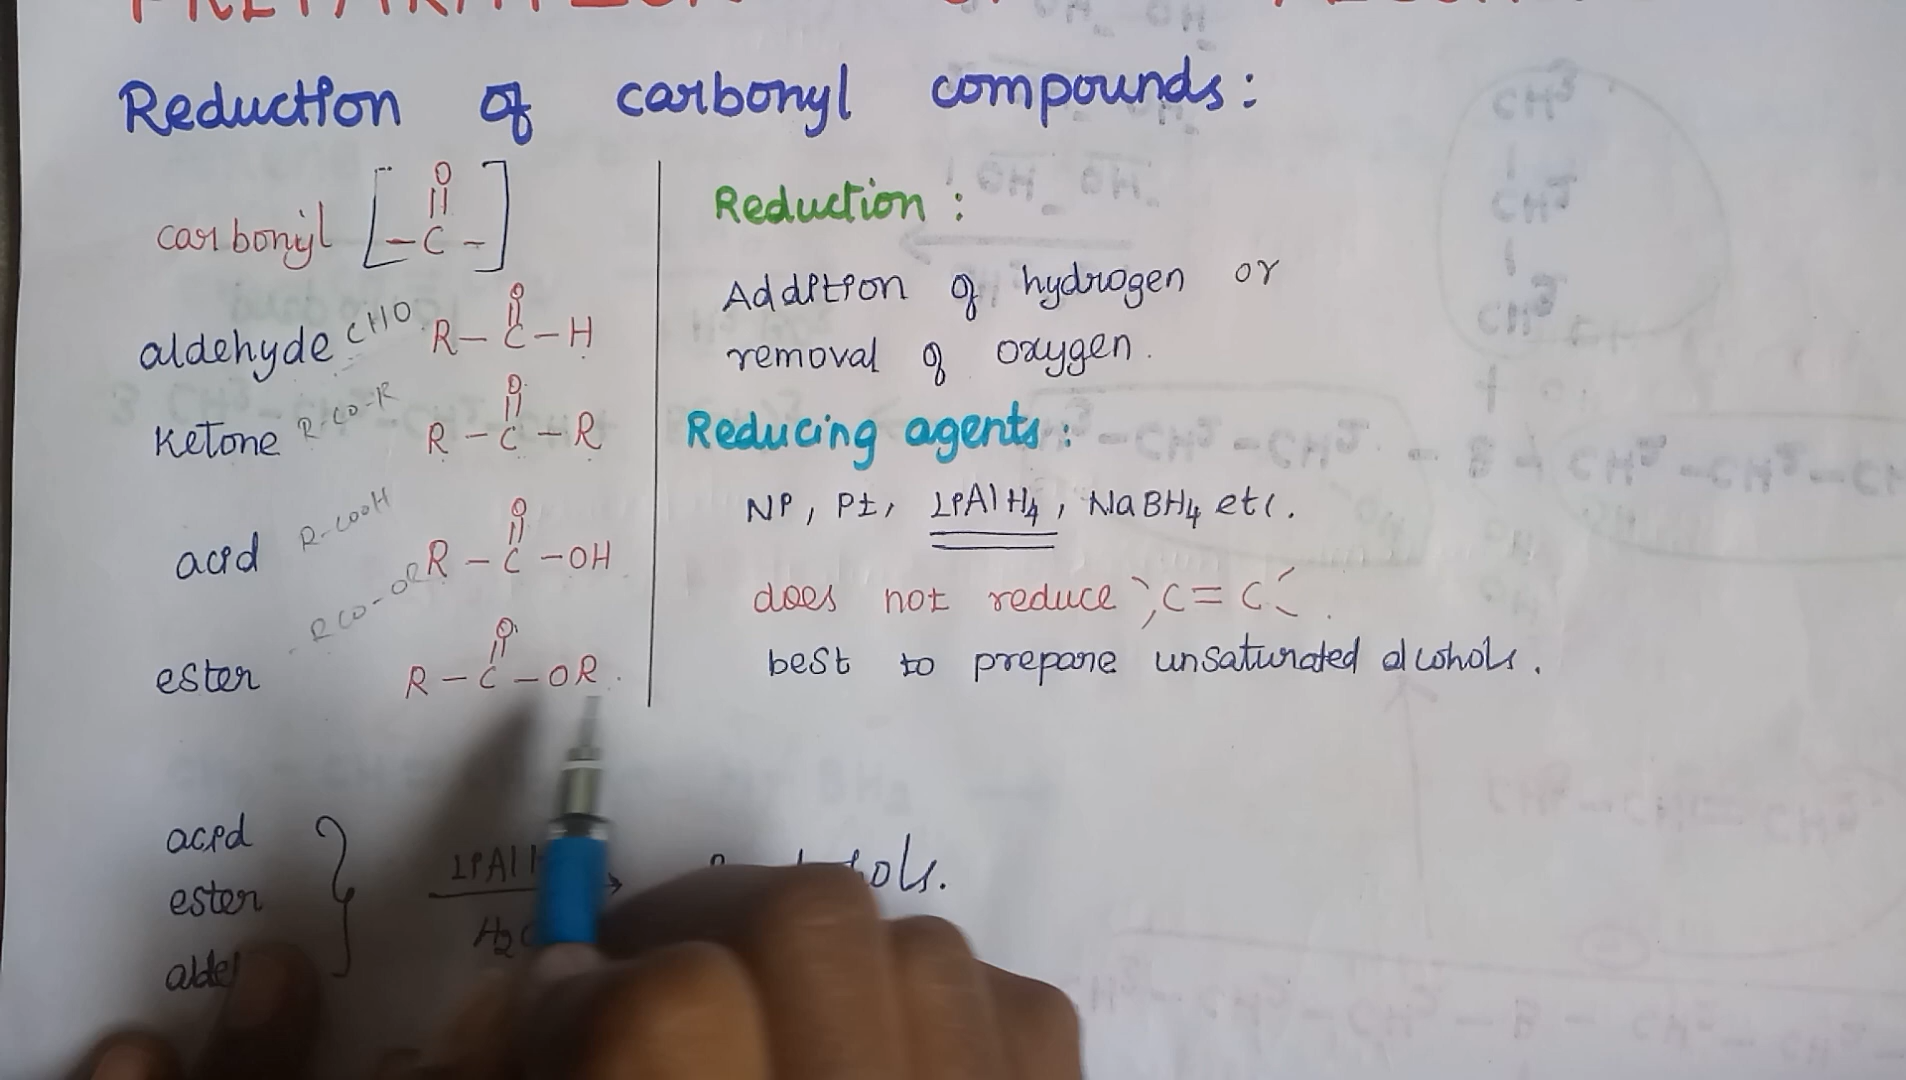 Reduction of carbonyl compounds:
carbonyl [ -C- ]
O
aldehyde CHO R-C-H
O
Ketone R-CO-R R-C-R
O
acid R-COOH R-C-OH
O
ester RCO-OR R-C-OR.
O
Reduction:
Addition of hydrogen or
removal of oxygen.
Reducing agents:
Ni, Pt, LiAlH4, NaBH4 etc.
does not reduce >C=C<.
best to prepare unsaturated alcohols.
acid
ester